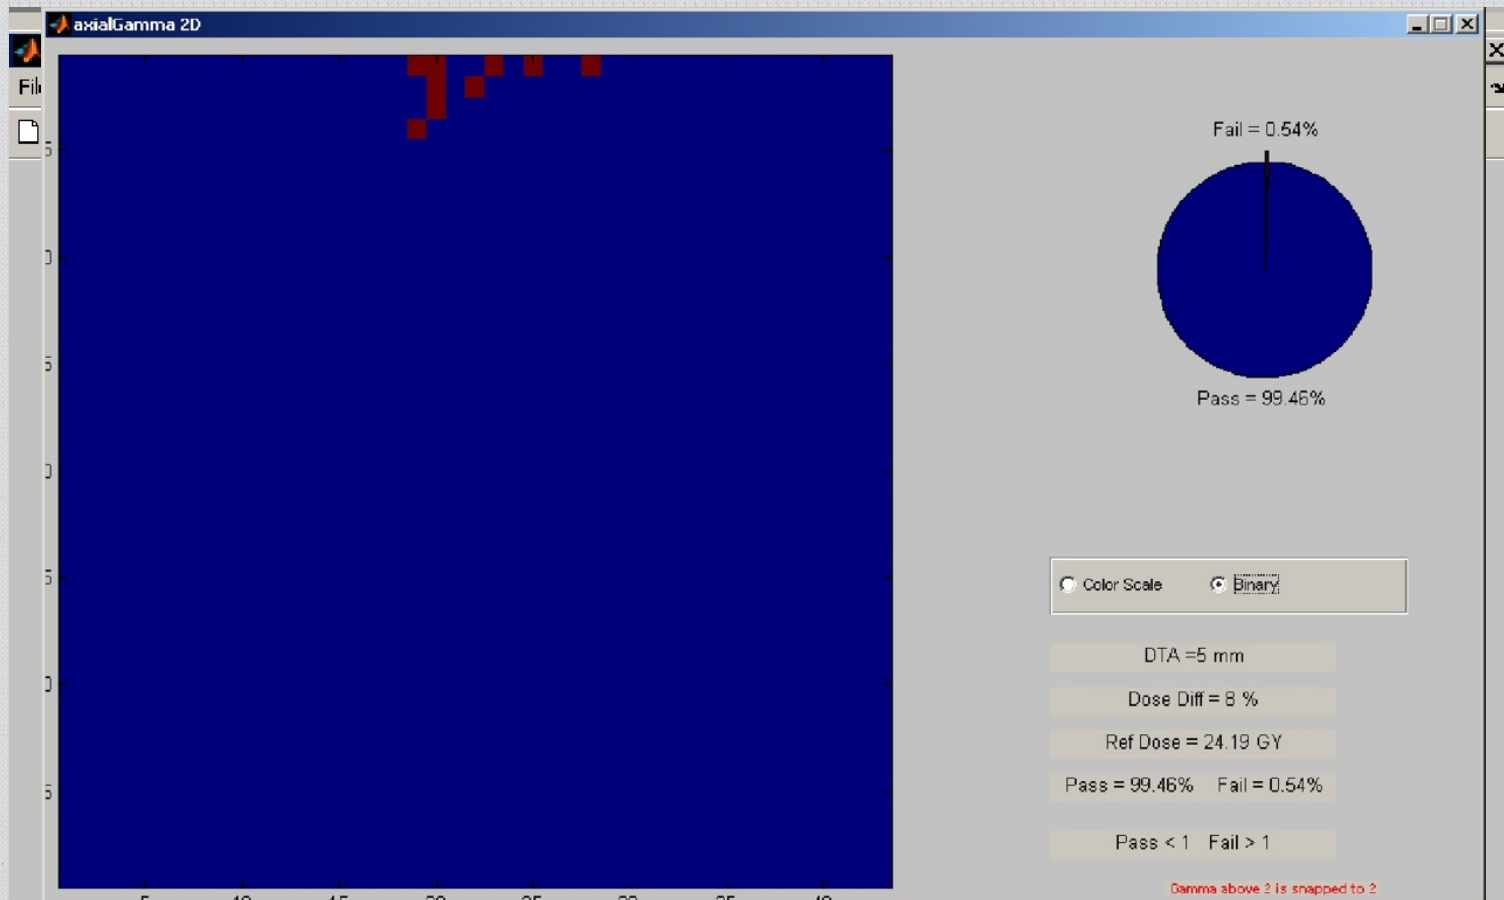 axialGamma 2D
Fail = 0.54%
Pass = 99.46%
Color Scale
Binary
DTA =5 mm
Dose Diff = 8 %
Ref Dose = 24.19 GY
Pass = 99.46% Fail = 0.54%
Pass < 1 Fail > 1
Gamma above 2 is snapped to 2